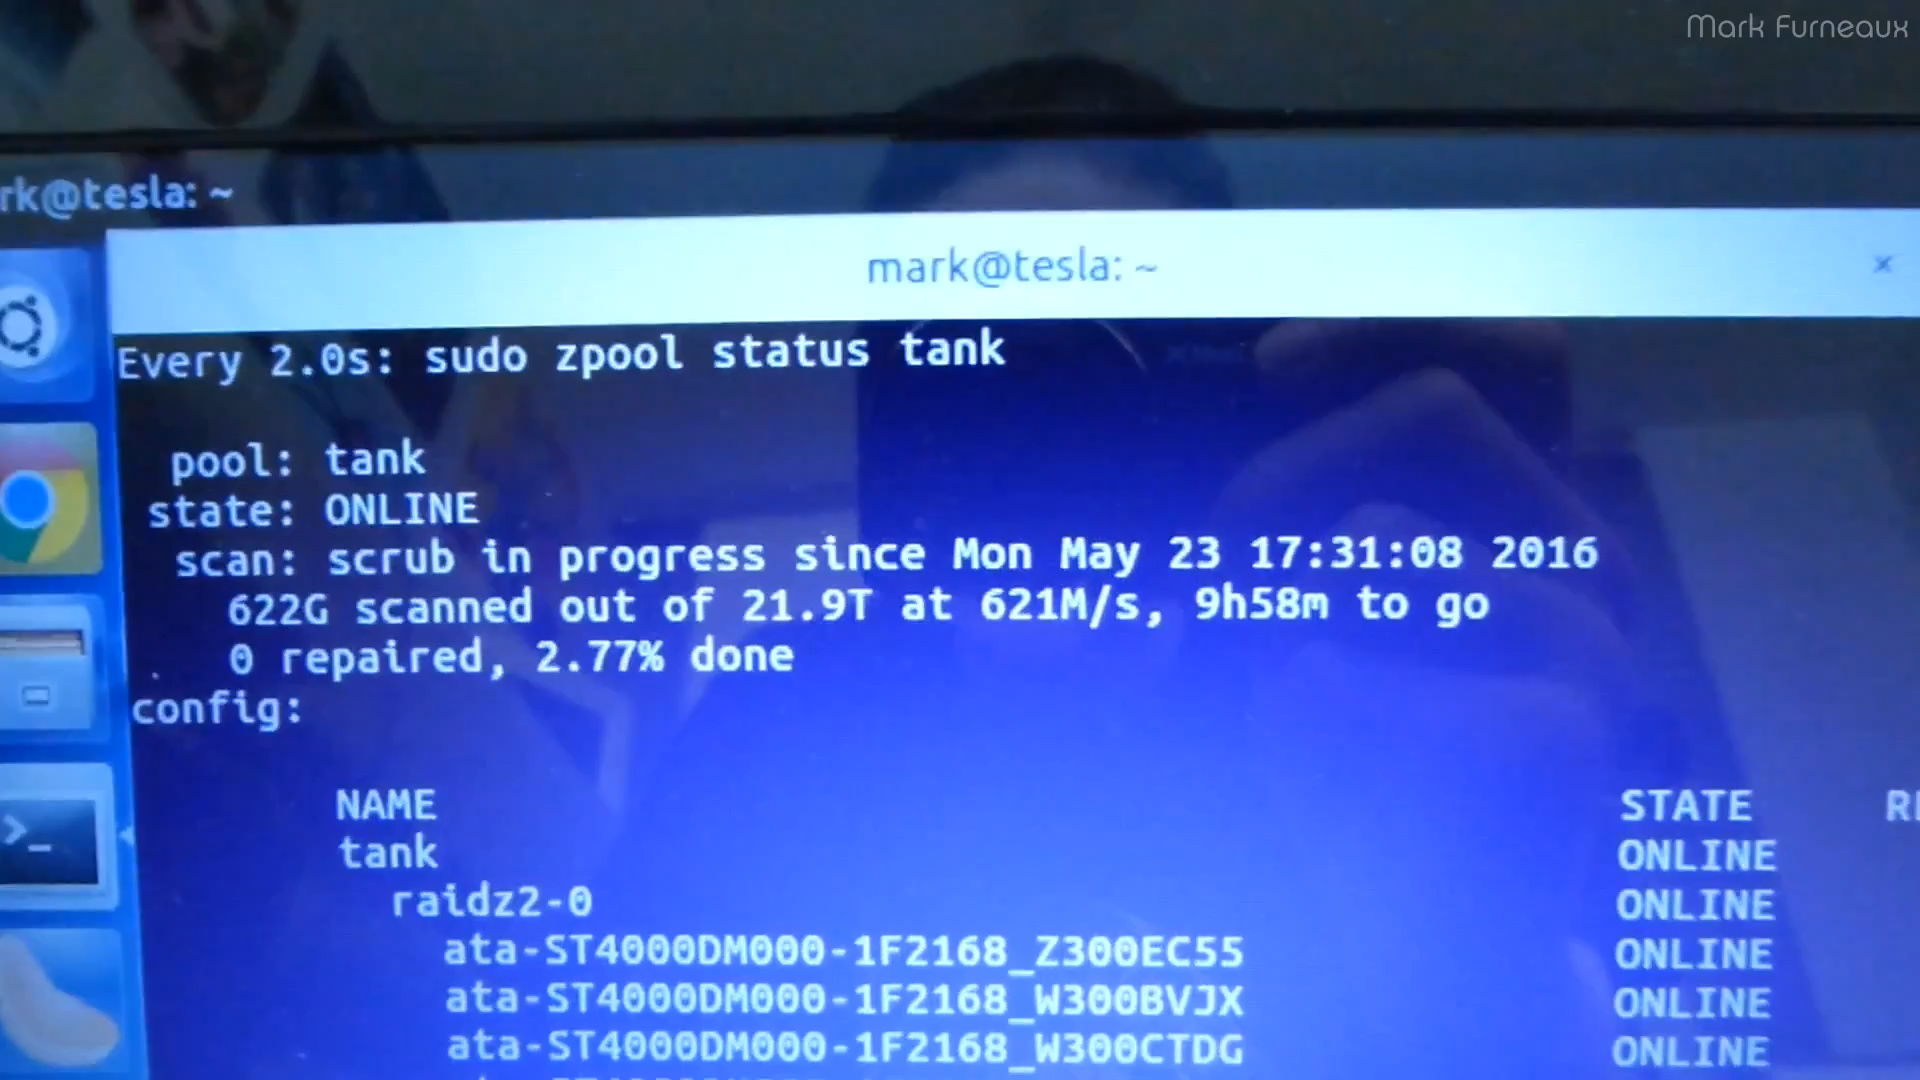 Mark Furneaux
rk@tesla: ~
mark@tesla: ~
Every 2.0s: sudo zpool status tank
pool: tank
state: ONLINE
scan: scrub in progress since Mon May 23 17:31:08 2016
622G scanned out of 21.9T at 621M/s, 9h58m to go
0 repaired, 2.77% done
config:
NAME STATE
tank ONLINE
raidz2-0 ONLINE
ata-ST4000DM000-1F2168_Z300EC55 ONLINE
ata-ST4000DM000-1F2168_W300BVJX ONLINE
ata-ST4000DM000-1F2168_W300CTDG ONLINE